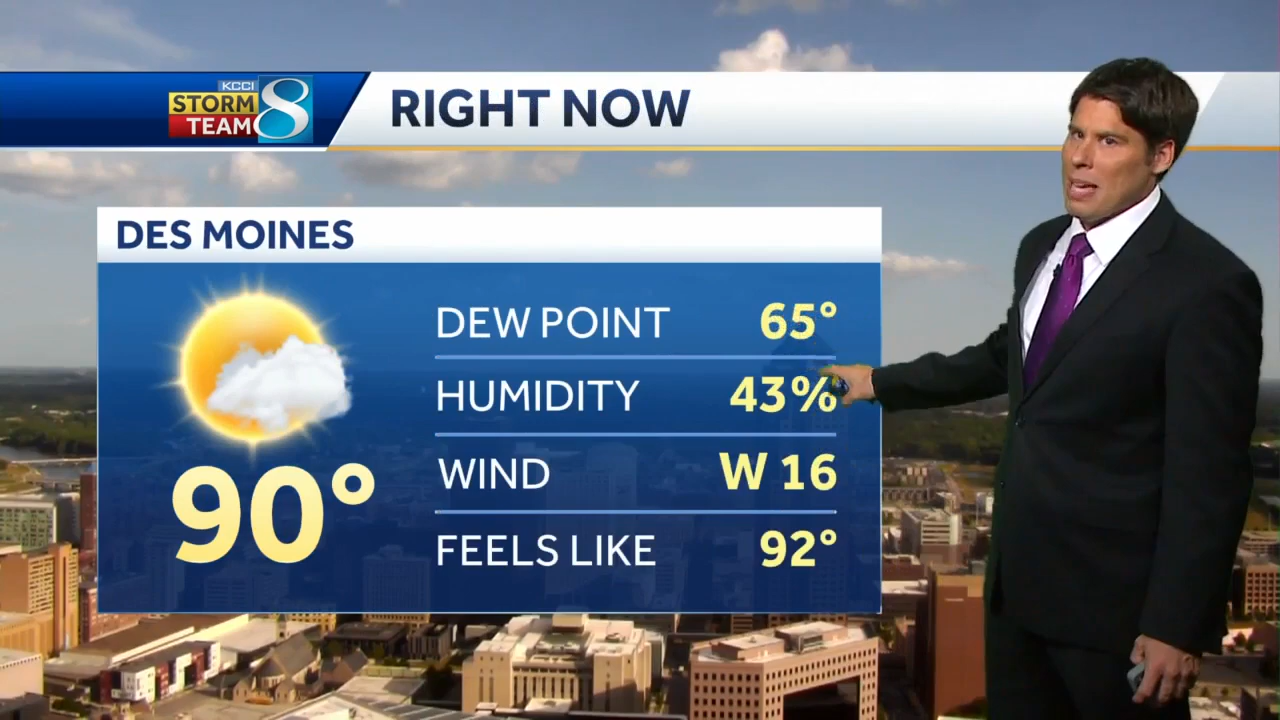 KCCI
STORM
TEAM 8
RIGHT NOW
DES MOINES
DEW POINT 65°
HUMIDITY 43%
WIND W 16
FEELS LIKE 92°
90°